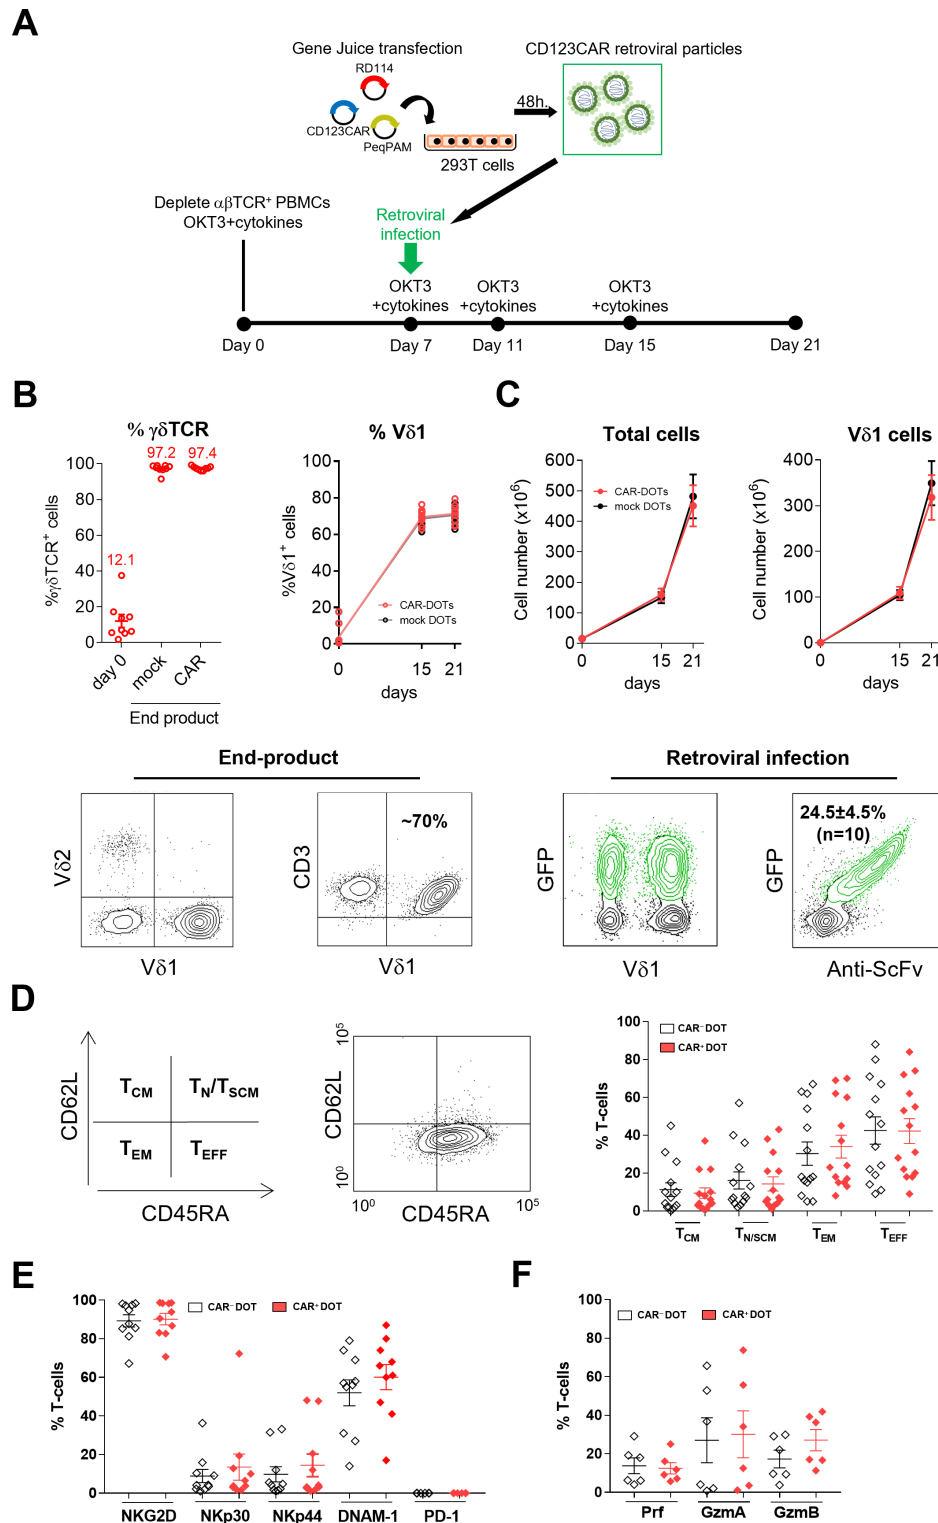 A
Gene Juice transfection
CD123CAR retroviral particles
RD114
CD123CAR
PeqPAM
48h.
293T cells
Deplete αβTCR⁺ PBMCs
OKT3+cytokines
Retroviral
infection
OKT3
+cytokines
OKT3
+cytokines
OKT3
+cytokines
Day 0
Day 7
Day 11
Day 15
Day 21
B
% γδTCR
97.2
97.4
12.1
%γδTCR⁺ cells
100
80
60
40
20
0
day 0
mock
CAR
End product
% Vδ1
%Vδ1⁺ cells
100
80
60
40
20
0
CAR-DOTs
mock DOTs
0
15
21
days
C
Total cells
Cell number (x10⁶)
600
500
400
300
200
100
0
CAR-DOTs
mock DOTs
0
15
21
days
Vδ1 cells
Cell number (x10⁶)
400
300
200
100
0
0
15
21
days
End-product
Vδ2
Vδ1
CD3
~70%
Vδ1
Retroviral infection
GFP
Vδ1
GFP
24.5±4.5%
(n=10)
Anti-ScFv
D
CD62L
T_CM
T_N/T_SCM
T_EM
T_EFF
CD45RA
CD62L
10⁵
10⁰
10⁰
CD45RA
10⁵
% T-cells
100
80
60
40
20
0
CAR⁻DOT
CAR⁺DOT
T_CM
T_N/SCM
T_EM
T_EFF
E
% T-cells
100
80
60
40
20
0
CAR⁻DOT
CAR⁺DOT
NKG2D
NKp30
NKp44
DNAM-1
PD-1
F
% T-cells
100
80
60
40
20
0
CAR⁻DOT
CAR⁺DOT
Prf
GzmA
GzmB